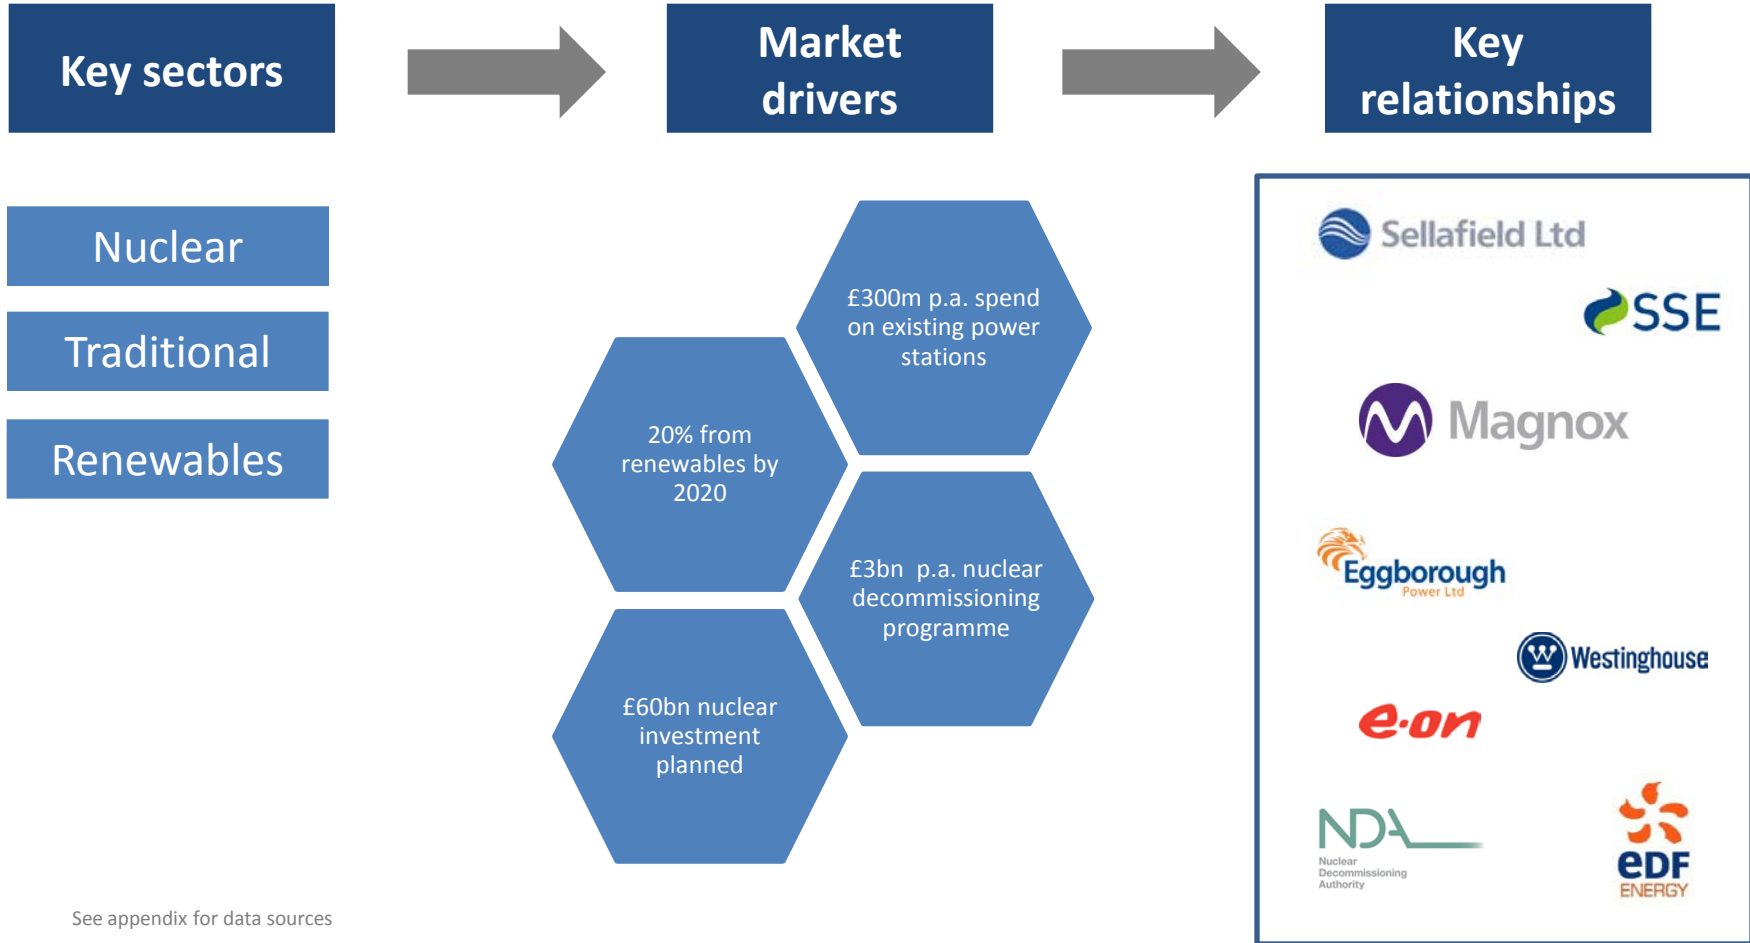 Key sectors
Market
drivers
Key
relationships
Nuclear
Traditional
Renewables
£300m p.a. spend
on existing power
stations
20% from
renewables by
2020
£3bn  p.a. nuclear
decommissioning
programme
£60bn nuclear
investment
planned
Sellafield Ltd
SSE
Magnox
Eggborough
Power Ltd
W
Westinghouse
e·on
NDA
Nuclear
Decommissioning
Authority
eDF
ENERGY
See appendix for data sources